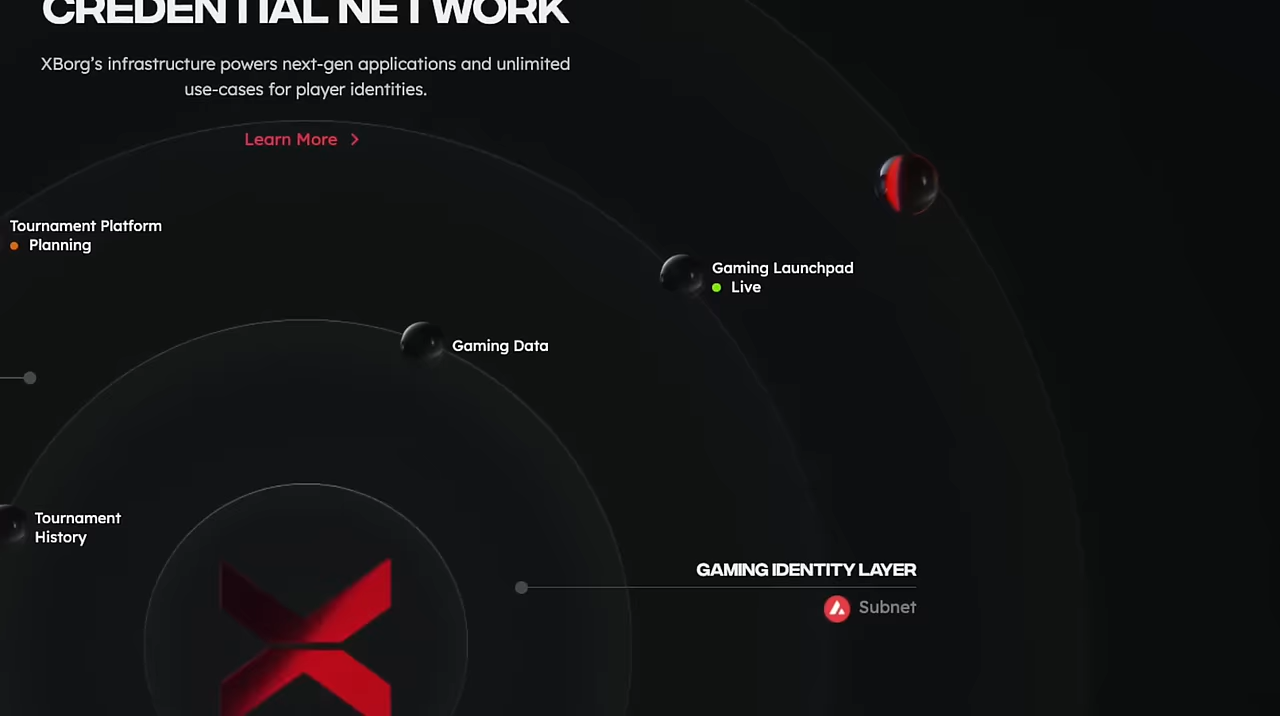 CREDENTIAL NETWORK
XBorg's infrastructure powers next-gen applications and unlimited
use-cases for player identities.
Learn More
Tournament Platform
Planning
Gaming Launchpad
Live
Gaming Data
Tournament
History
GAMING IDENTITY LAYER
Subnet